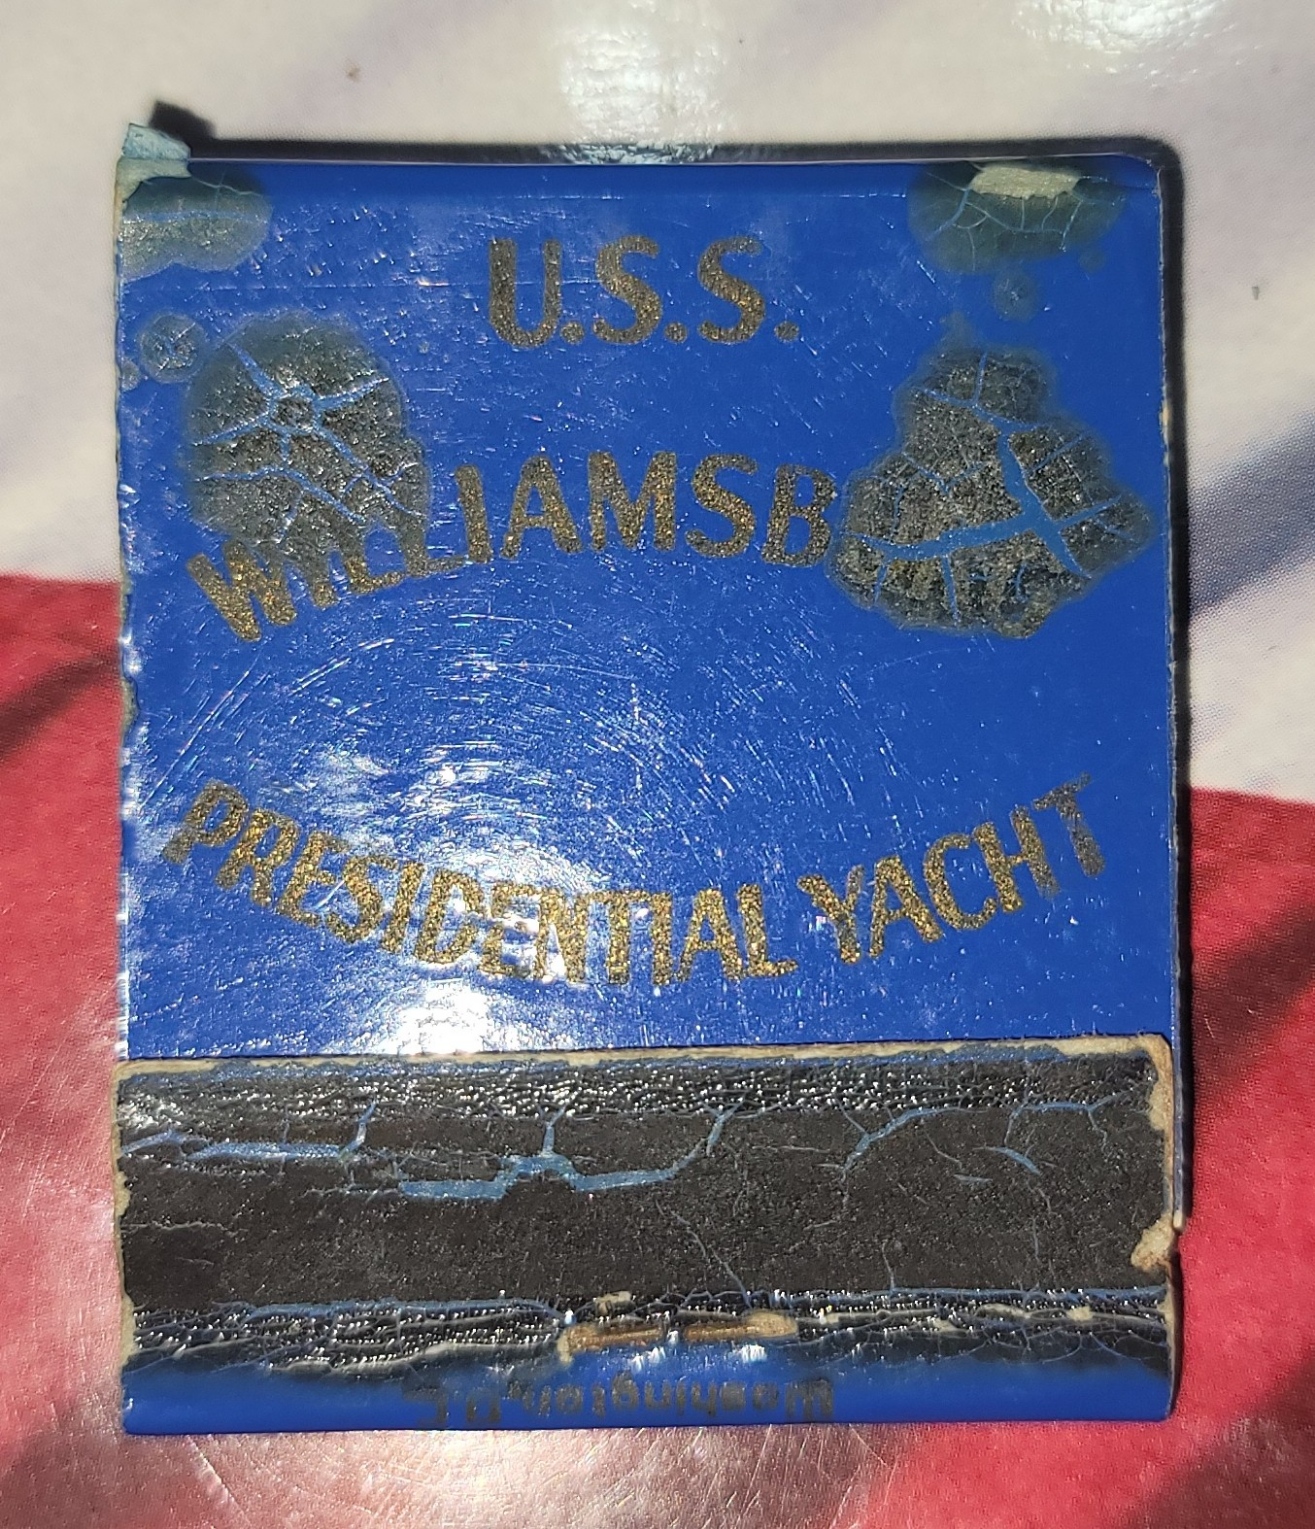 U.S.S.
WILLIAMSB
PRESIDENTIAL YACHT
Washington, D.C.